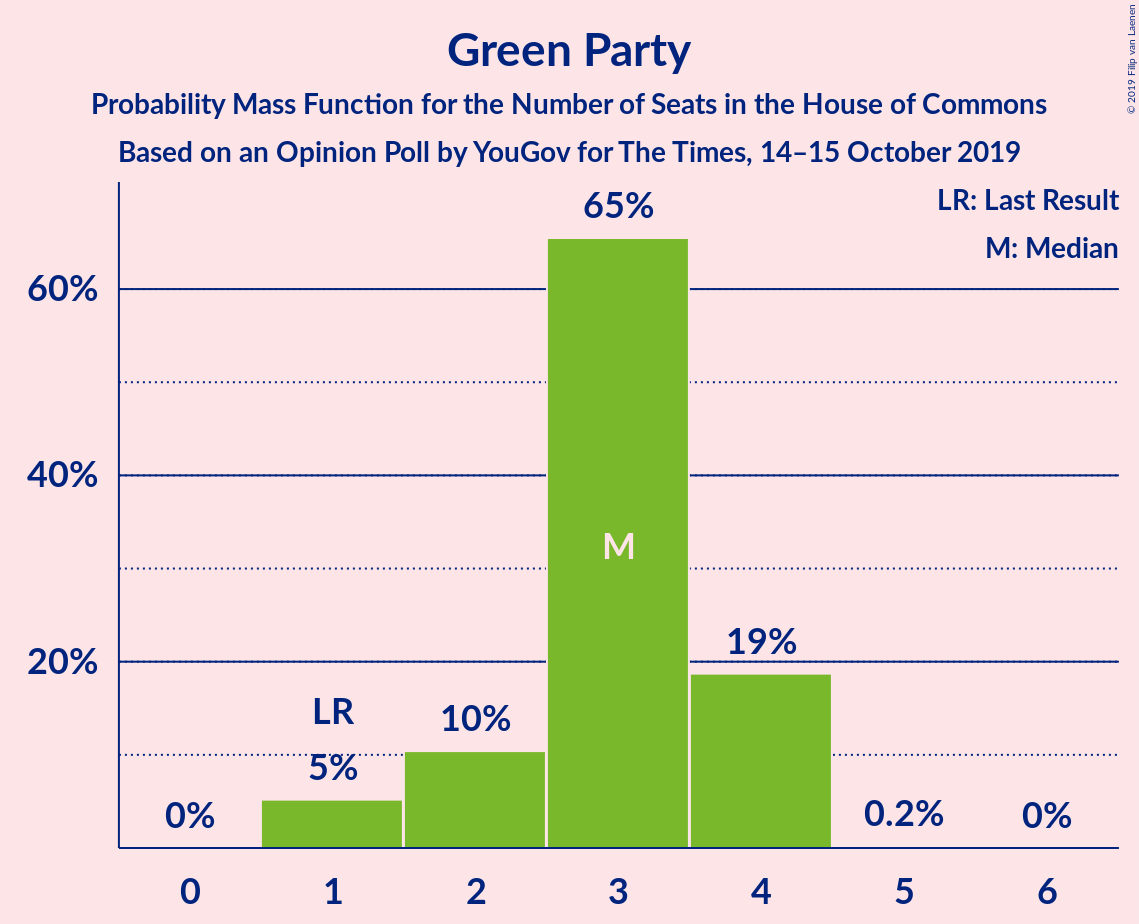 Green Party
Probability Mass Function for the Number of Seats in the House of Commons
Based on an Opinion Poll by YouGov for The Times, 14–15 October 2019
© 2019 Filip van Laenen
LR: Last Result
M: Median
65%
60%
40%
M
20%
19%
LR
10%
5%
0%
0.2%
0%
0 1 2 3 4 5 6